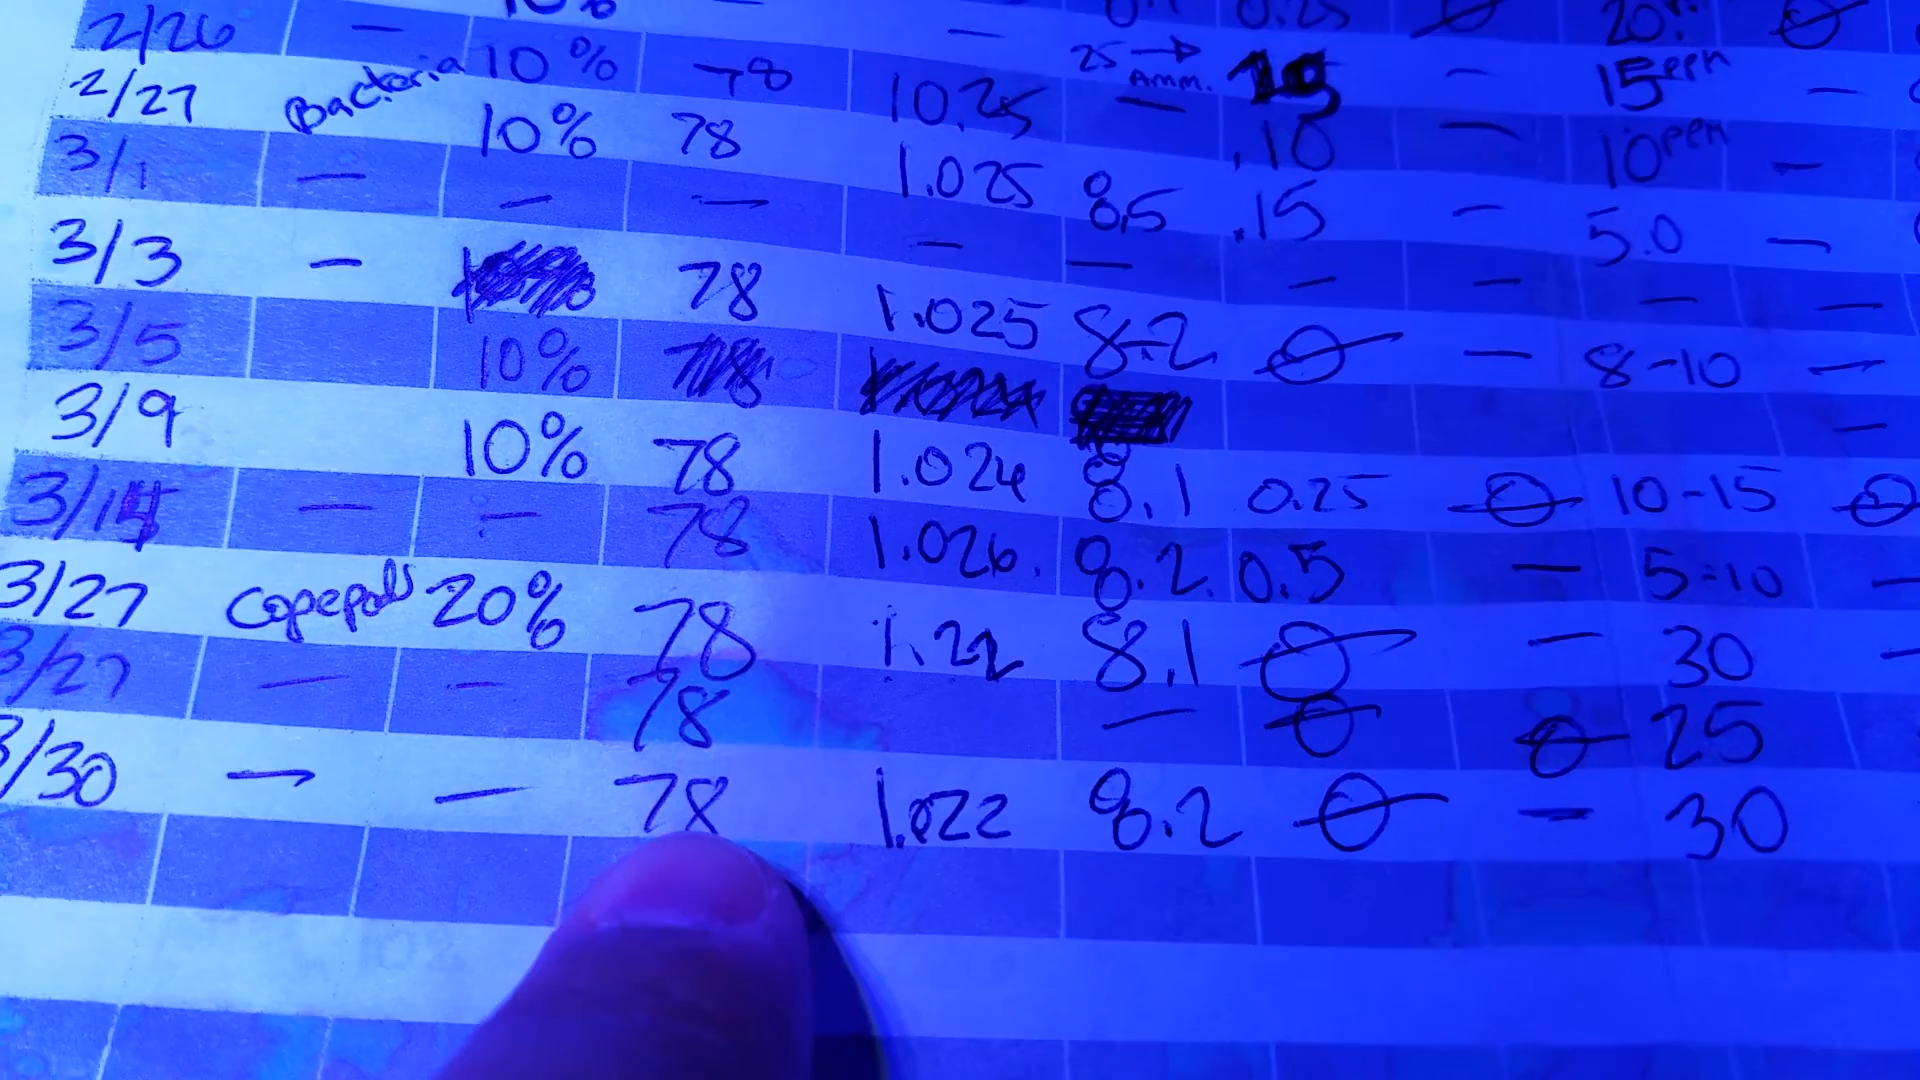 10% — 0.25 Ø Ø
— 25 → Amm. — 15ppm —
2/26 — 10% 78 10.25 — .10 — 10ppm —
2/27 Bacteria 10% 78 1.025 8.5 .15 — 5.0 —
3/1 — — — — — — — — —
3/3 — 78 1.025 8.2 Ø — 8-10 —
3/5 10% —
3/9 10% 78 1.024 8.1 0.25 Ø 10-15 Ø
3/14 — — 78 1.026. 8.2. 0.5 — 5-10 —
3/27 Copepods 20% 78 1.22 8.1 Ø — 30 —
3/27 — — 78 — Ø Ø 25
3/30 — — 78 1.022 8.2 Ø — 30